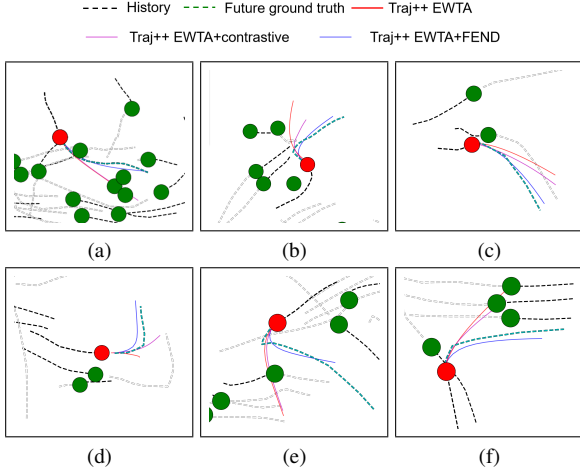 History Future ground truth Traj++ EWTA
Traj++ EWTA+contrastive Traj++ EWTA+FEND
(a) (b) (c)
(d) (e) (f)